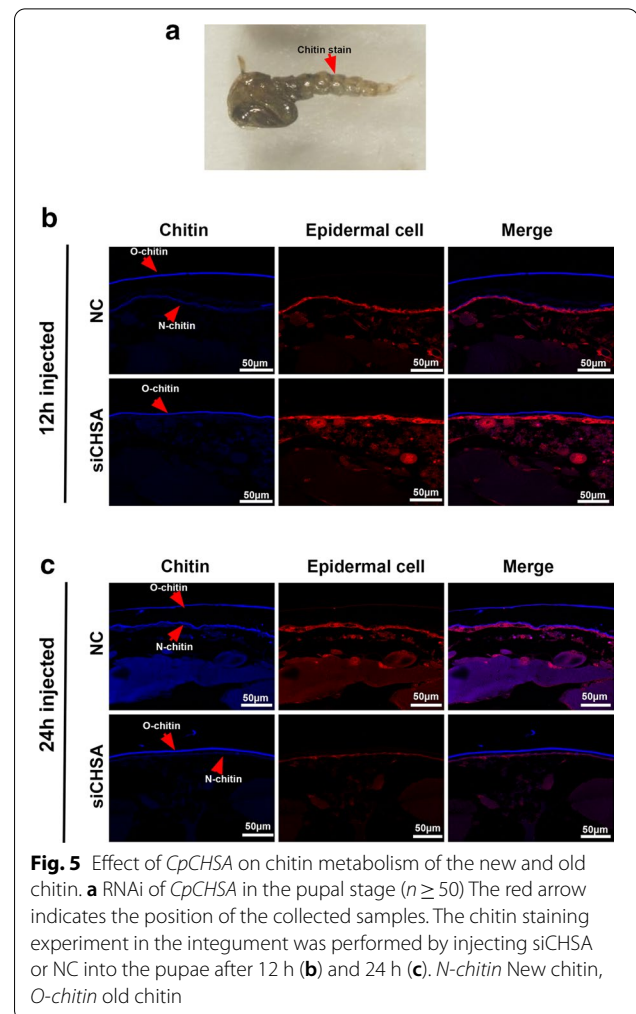 a
Chitin stain
b
Chitin Epidermal cell Merge
O-chitin
N-chitin
NC
50µm 50µm 50µm
12h injected
O-chitin
siCHSA
50µm 50µm 50µm
c
Chitin Epidermal cell Merge
O-chitin
N-chitin
NC
50µm 50µm 50µm
24h injected
O-chitin
N-chitin
siCHSA
50µm 50µm 50µm
Fig. 5 Effect of CpCHSA on chitin metabolism of the new and old
chitin. a RNAi of CpCHSA in the pupal stage (n ≥ 50) The red arrow
indicates the position of the collected samples. The chitin staining
experiment in the integument was performed by injecting siCHSA
or NC into the pupae after 12 h (b) and 24 h (c). N-chitin New chitin,
O-chitin old chitin